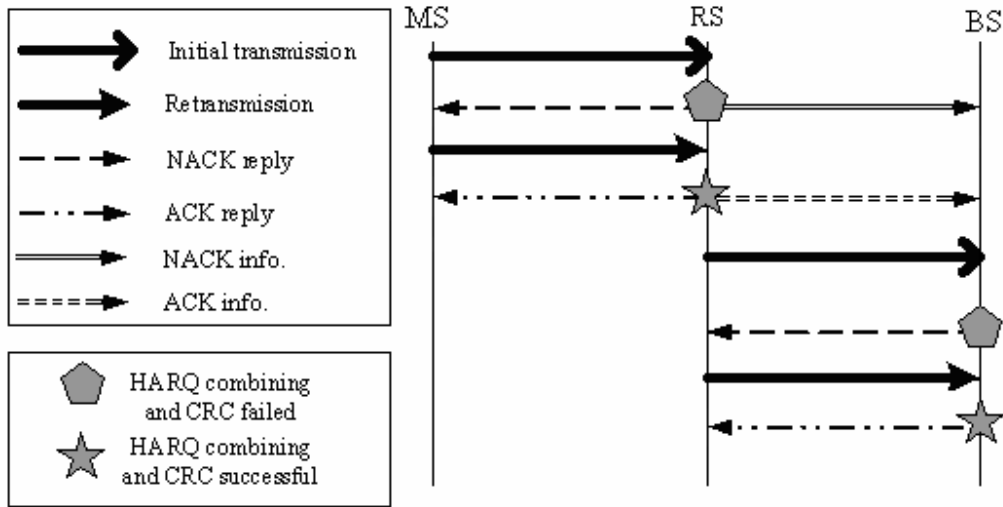 MS RS BS
Initial transmission
Retransmission
NACK reply
ACK reply
NACK info.
ACK info.
HARQ combining
and CRC failed
HARQ combining
and CRC successful